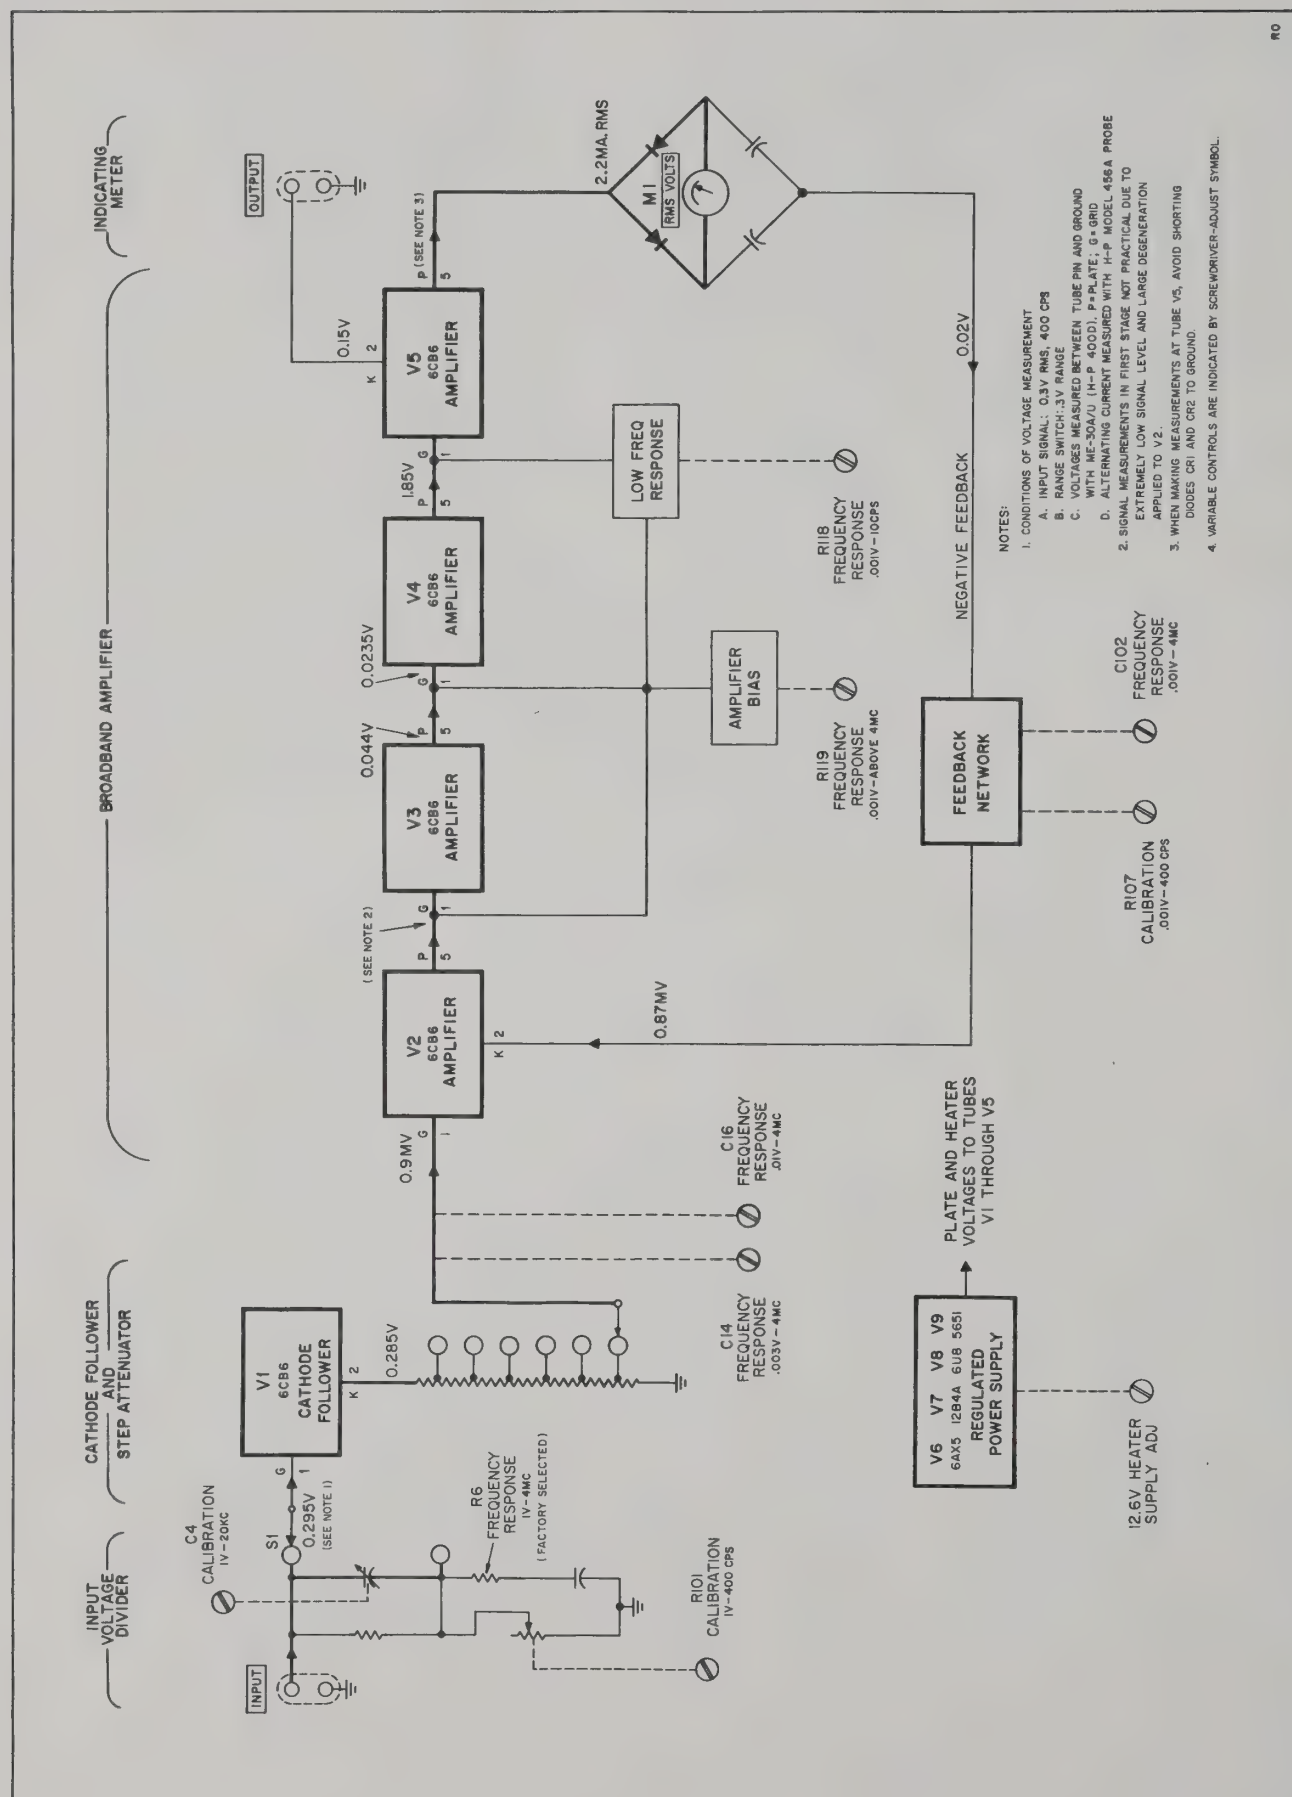 INPUT
VOLTAGE
DIVIDER
CATHODE FOLLOWER
AND
STEP ATTENUATOR
BROADBAND AMPLIFIER
INDICATING
METER
C4
CALIBRATION
1V-20KC
INPUT
S1
0.295V
(SEE NOTE 1)
G
1
V1
6CB6
CATHODE
FOLLOWER
K 2
0.285V
R6
FREQUENCY
RESPONSE
1V-4MC
(FACTORY SELECTED)
R101
CALIBRATION
1V-400 CPS
0.9MV
G
1
V2
6CB6
AMPLIFIER
K 2
P
5
(SEE NOTE 2)
G
1
V3
6CB6
AMPLIFIER
0.044V
P
5
0.0235V
G
1
V4
6CB6
AMPLIFIER
1.85V
P
5
G
1
V5
6CB6
AMPLIFIER
K 2
0.15V
OUTPUT
P (SEE NOTE 3)
5
2.2MA. RMS
M1
RMS VOLTS
C14
FREQUENCY
RESPONSE
.003V-4MC
C16
FREQUENCY
RESPONSE
.01V-4MC
0.87MV
LOW FREQ
RESPONSE
AMPLIFIER
BIAS
R119
FREQUENCY
RESPONSE
.001V-ABOVE 4MC
R118
FREQUENCY
RESPONSE
.001V-10CPS
FEEDBACK
NETWORK
NEGATIVE FEEDBACK
0.02V
R107
CALIBRATION
.001V-400 CPS
C102
FREQUENCY
RESPONSE
.001V-4MC
V6 V7 V8 V9
6AX5 12B4A 6U8 5651
REGULATED
POWER SUPPLY
PLATE AND HEATER
VOLTAGES TO TUBES
V1 THROUGH V5
12.6V HEATER
SUPPLY ADJ
NOTES:
1. CONDITIONS OF VOLTAGE MEASUREMENT
A. INPUT SIGNAL: 0.3V RMS, 400 CPS
B. RANGE SWITCH: .3V RANGE
C. VOLTAGES MEASURED BETWEEN TUBE PIN AND GROUND
WITH ME-30A/U (H-P 400D). P=PLATE; G=GRID
D. ALTERNATING CURRENT MEASURED WITH H-P MODEL 456A PROBE
2. SIGNAL MEASUREMENTS IN FIRST STAGE NOT PRACTICAL DUE TO
EXTREMELY LOW SIGNAL LEVEL AND LARGE DEGENERATION
APPLIED TO V2.
3. WHEN MAKING MEASUREMENTS AT TUBE V5, AVOID SHORTING
DIODES CR1 AND CR2 TO GROUND.
4. VARIABLE CONTROLS ARE INDICATED BY SCREWDRIVER-ADJUST SYMBOL.
RO